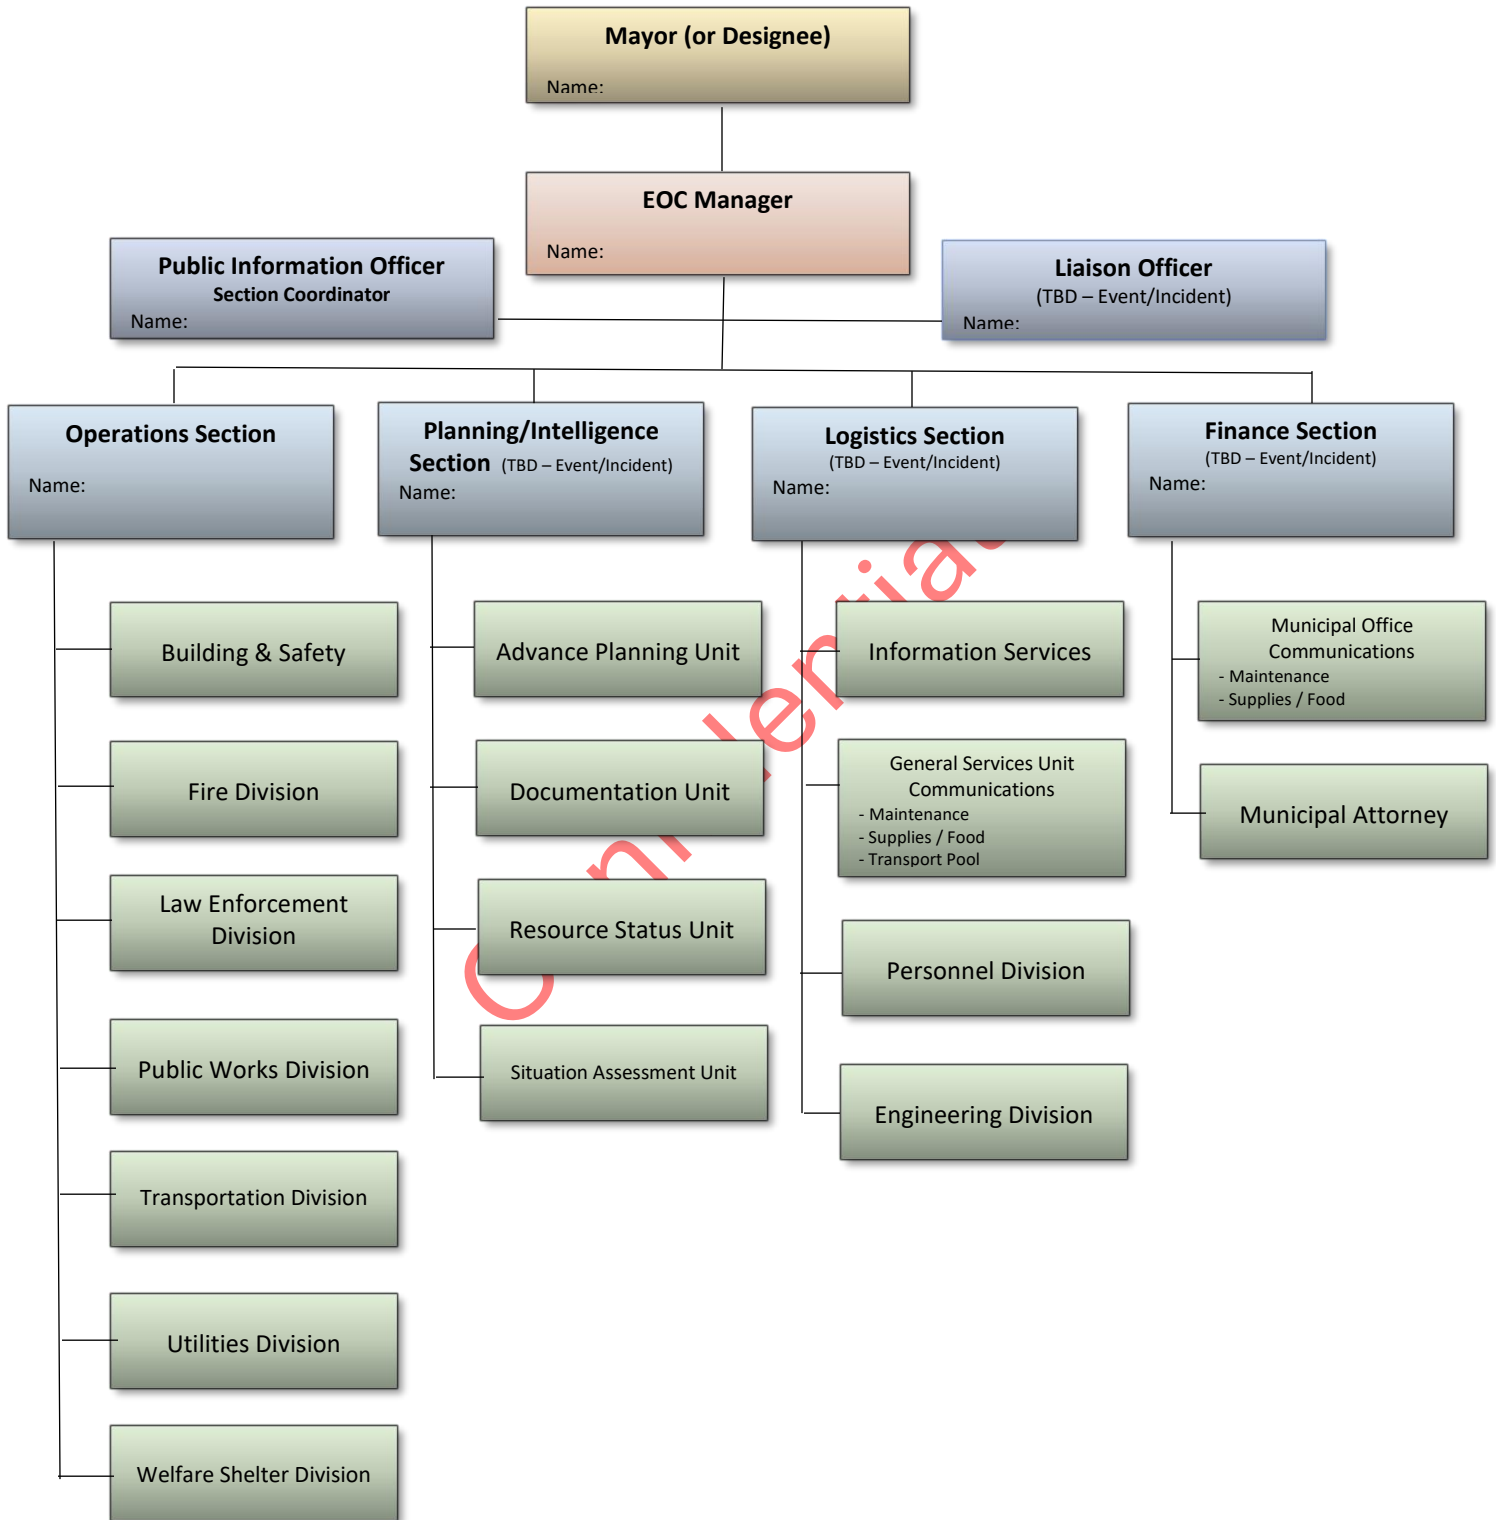 Mayor (or Designee)
Name:
EOC Manager
Name:
Public Information Officer
Section Coordinator
Name:
Liaison Officer
(TBD – Event/Incident)
Name:
Operations Section
Name:
Planning/Intelligence
Section (TBD – Event/Incident)
Name:
Logistics Section
(TBD – Event/Incident)
Name:
Finance Section
(TBD – Event/Incident)
Name:
Building & Safety
Fire Division
Law Enforcement
Division
Public Works Division
Transportation Division
Utilities Division
Welfare Shelter Division
Advance Planning Unit
Documentation Unit
Resource Status Unit
Situation Assessment Unit
Information Services
General Services Unit
Communications
- Maintenance
- Supplies / Food
- Transport Pool
Personnel Division
Engineering Division
Municipal Office
Communications
- Maintenance
- Supplies / Food
Municipal Attorney